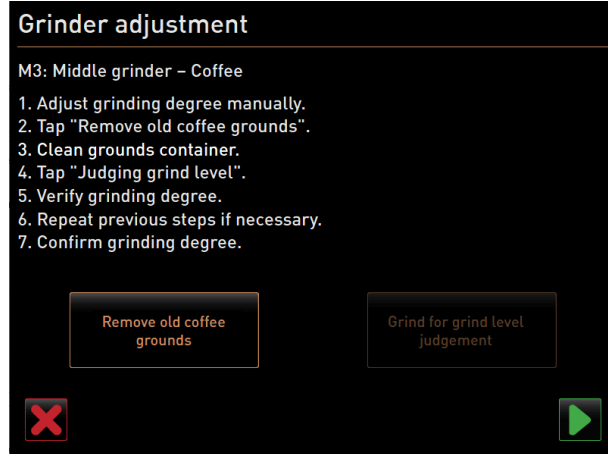 Grinder adjustment
M3: Middle grinder – Coffee
1. Adjust grinding degree manually.
2. Tap "Remove old coffee grounds".
3. Clean grounds container.
4. Tap "Judging grind level".
5. Verify grinding degree.
6. Repeat previous steps if necessary.
7. Confirm grinding degree.
Remove old coffee
grounds
Grind for grind level
judgement